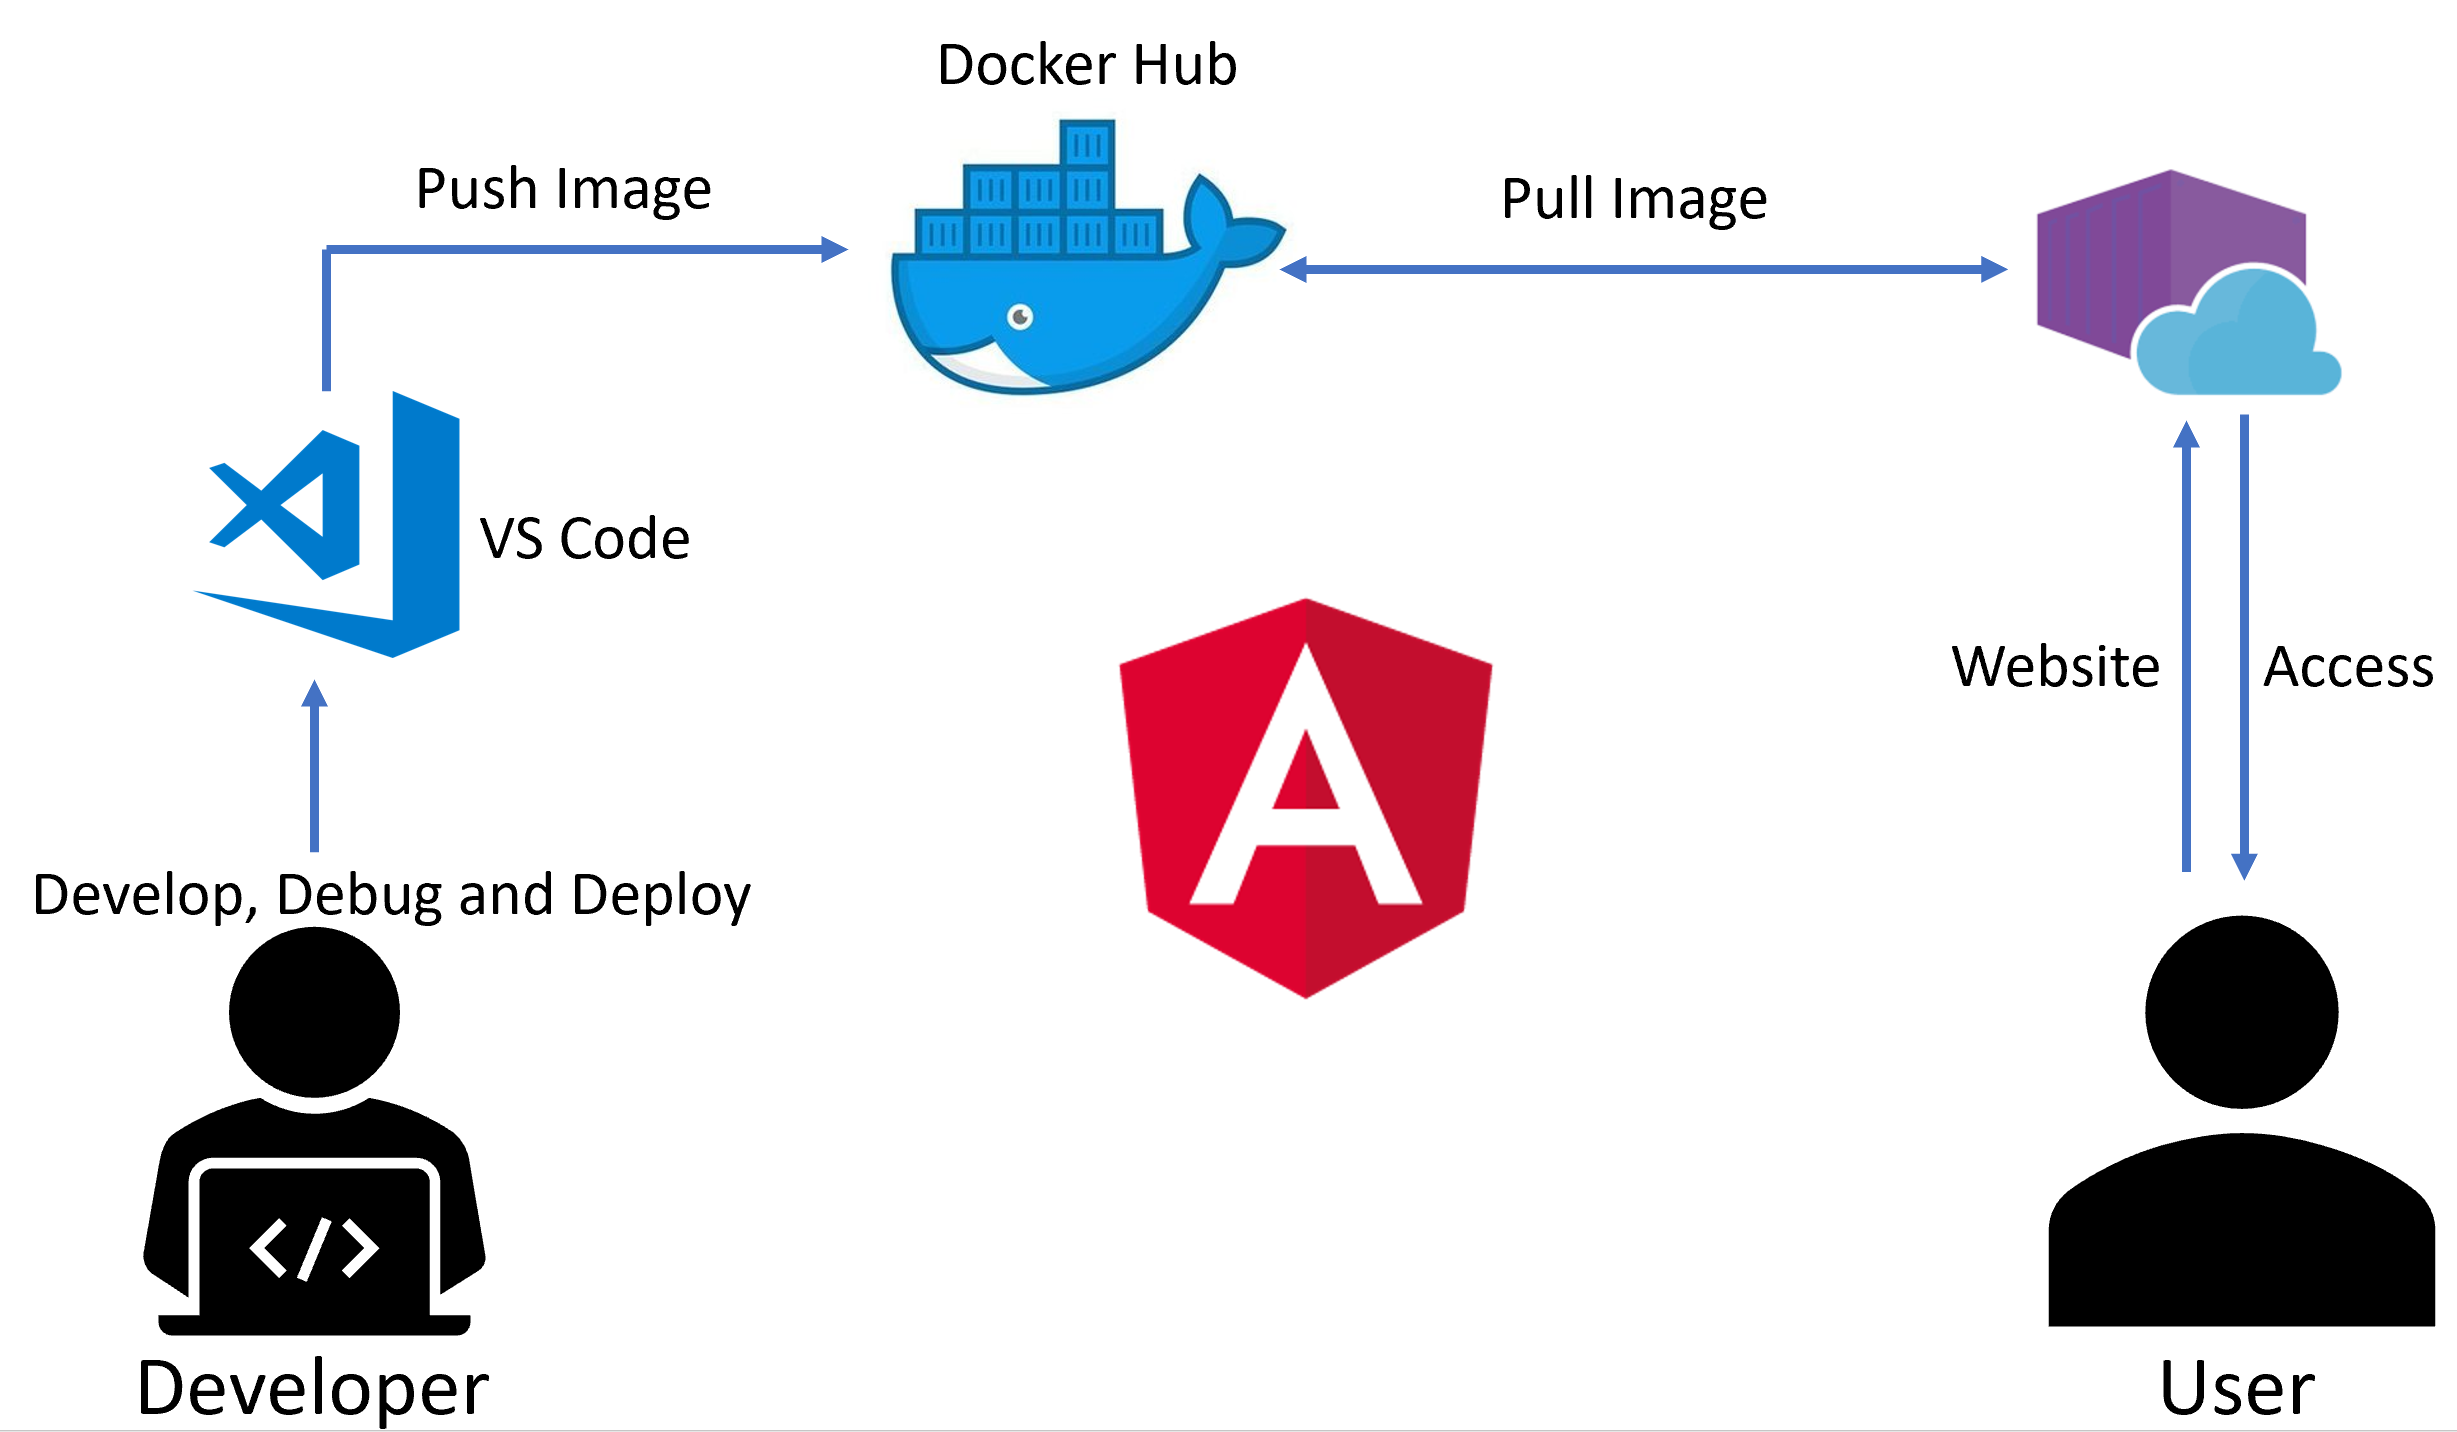 Docker Hub
Push Image
Pull Image
VS Code
Website
Access
Develop, Debug and Deploy
</>
Developer
User